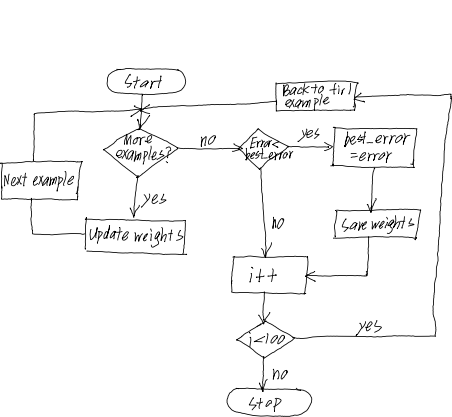 Start
Back to first
example
More
examples?
no
Error<
best_error
yes
best_error
=error
Next example
yes
Update weights
no
Save weights
i++
i<100
yes
no
Stop